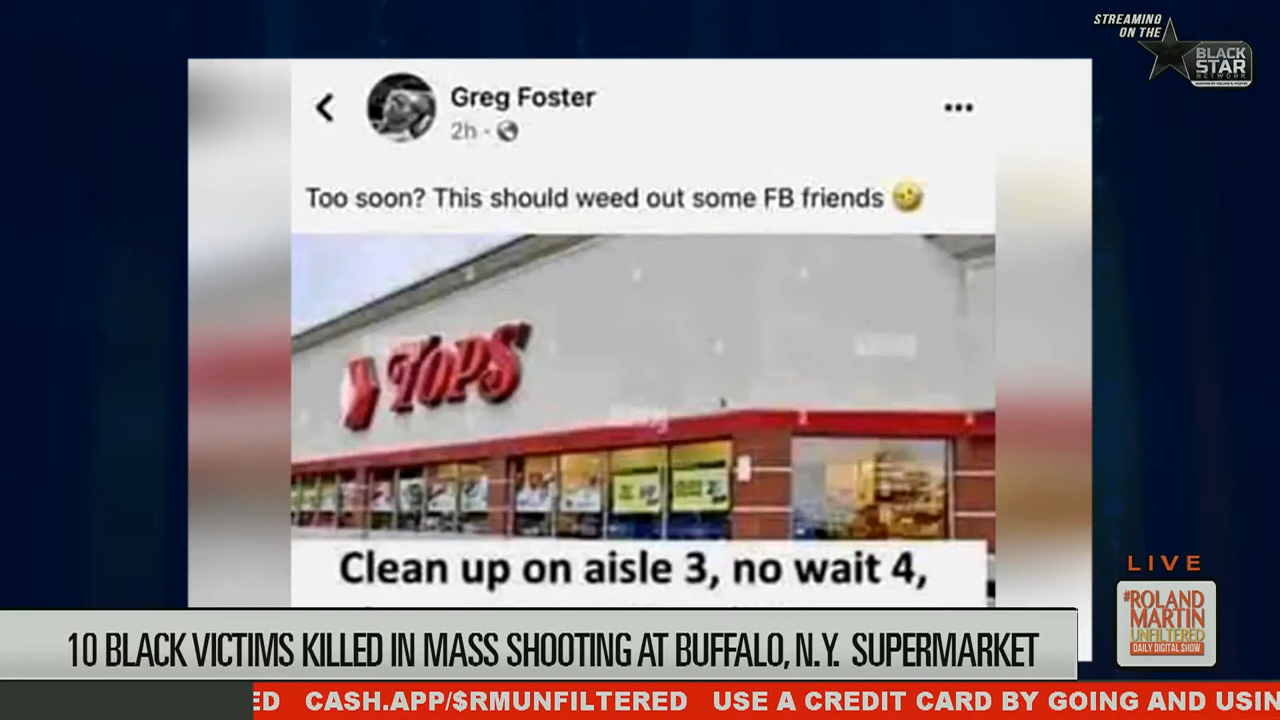 STREAMING
ON THE
BLACK
STAR
NETWORK
Greg Foster
2h
Too soon? This should weed out some FB friends
TOPS
Clean up on aisle 3, no wait 4,
LIVE
#ROLAND
MARTIN
UNFILTERED
DAILY DIGITAL SHOW
10 BLACK VICTIMS KILLED IN MASS SHOOTING AT BUFFALO, N.Y. SUPERMARKET
ED CASH.APP/$RMUNFILTERED USE A CREDIT CARD BY GOING AND USIN